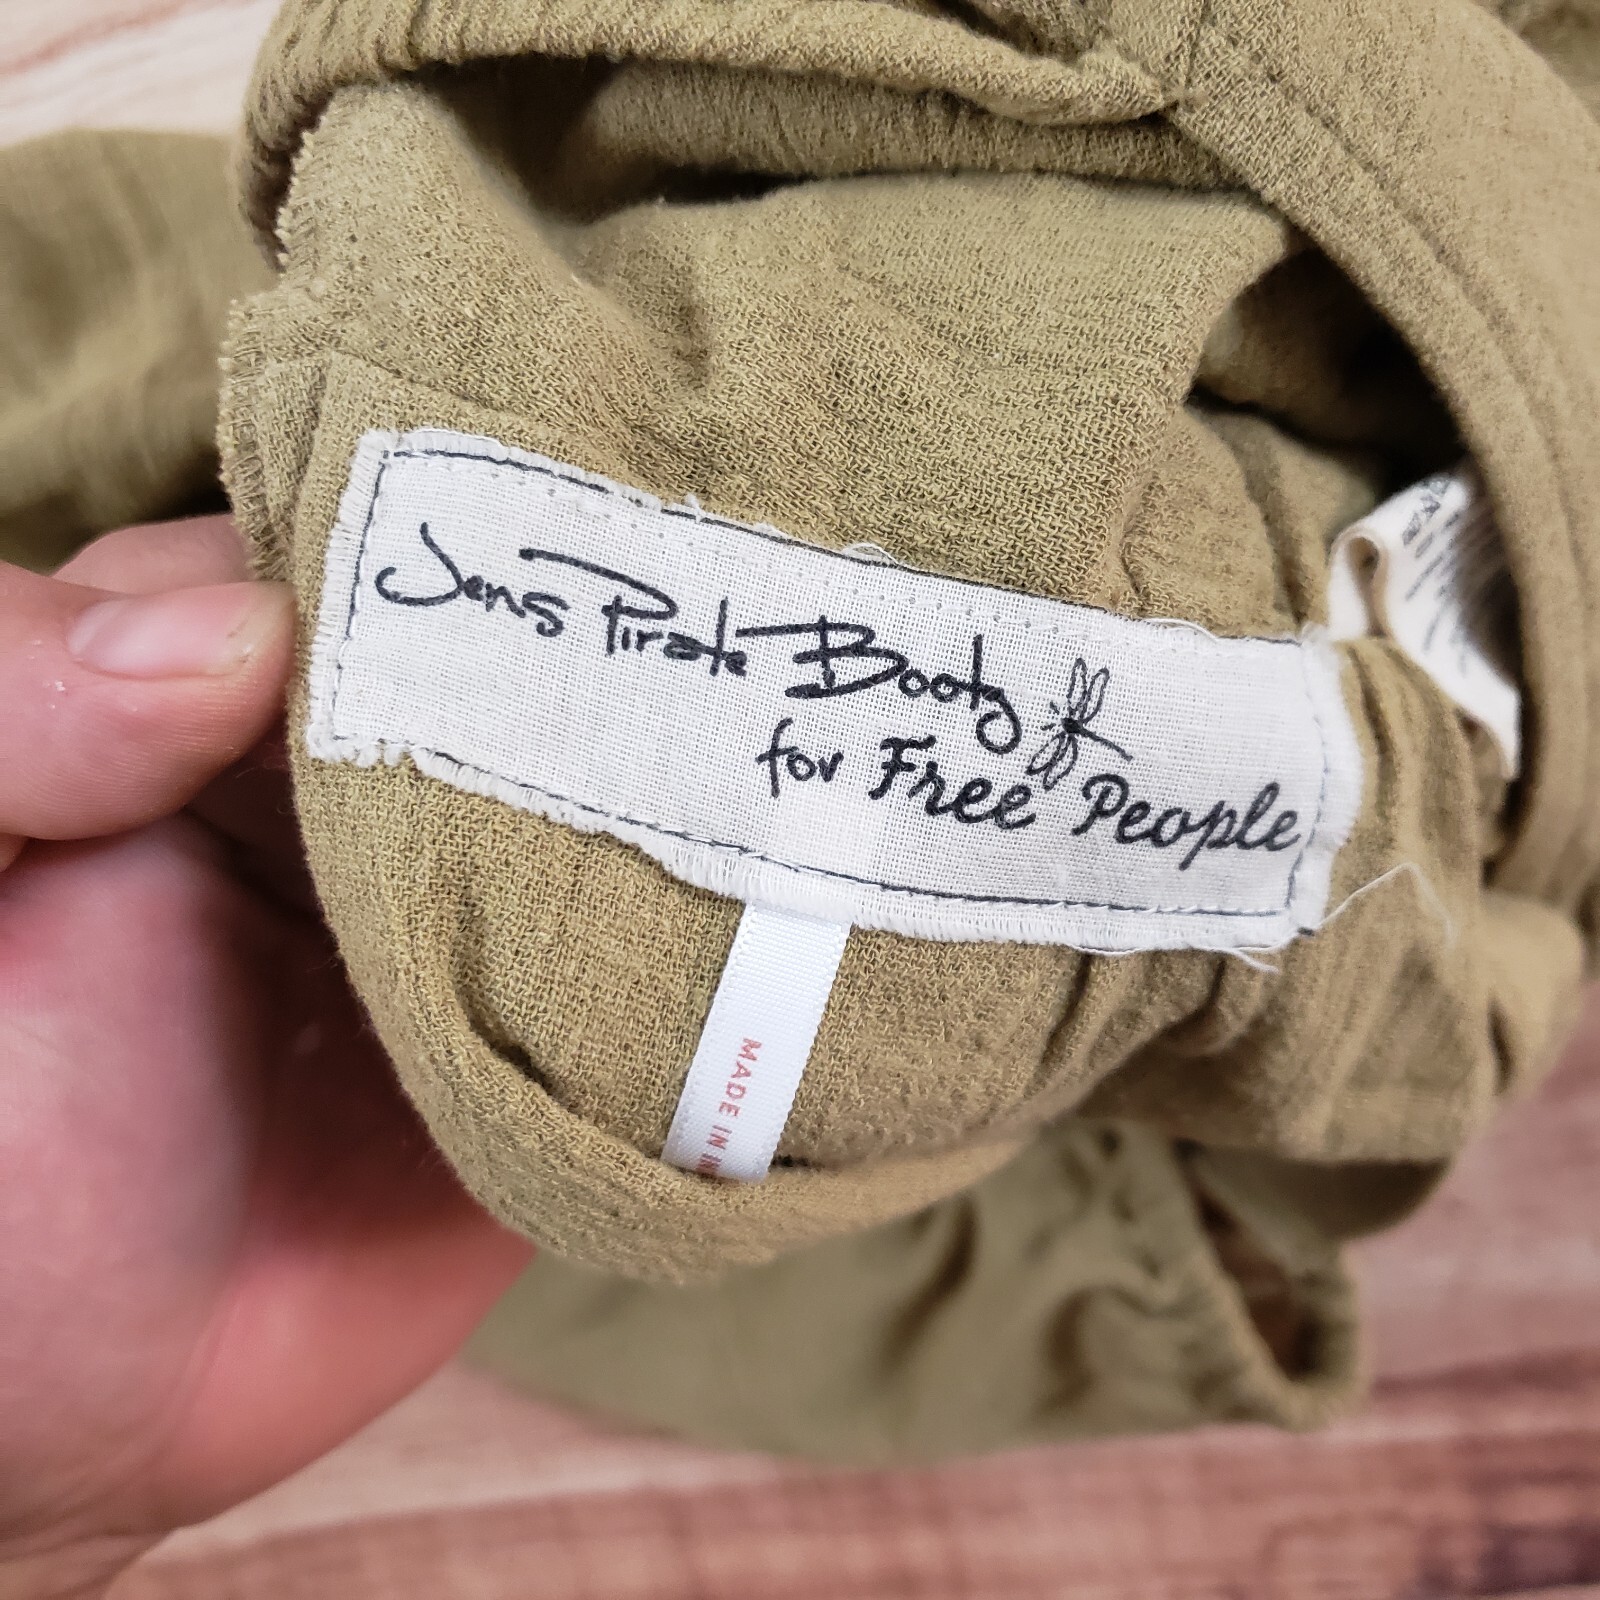 Jens Pirate Booty
for Free People
MADE IN